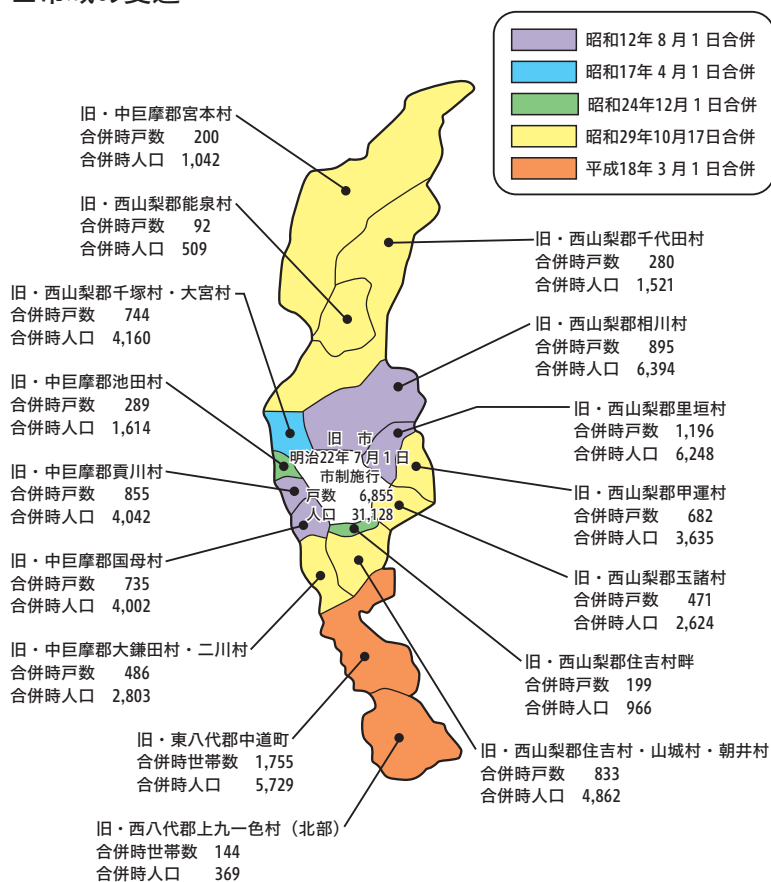 昭和12年8月1日合併
昭和17年4月1日合併
昭和24年12月1日合併
昭和29年10月17日合併
平成18年3月1日合併
旧・中巨摩郡宮本村
合併時戸数 200
合併時人口 1,042
旧・西山梨郡能泉村
合併時戸数 92
合併時人口 509
旧・西山梨郡千塚村・大宮村
合併時戸数 744
合併時人口 4,160
旧・中巨摩郡池田村
合併時戸数 289
合併時人口 1,614
旧・中巨摩郡貢川村
合併時戸数 855
合併時人口 4,042
旧・中巨摩郡国母村
合併時戸数 735
合併時人口 4,002
旧・中巨摩郡大鎌田村・二川村
合併時戸数 486
合併時人口 2,803
旧・東八代郡中道町
合併時世帯数 1,755
合併時人口 5,729
旧・西八代郡上九一色村（北部）
合併時世帯数 144
合併時人口 369
旧市
明治22年7月1日
市制施行
戸数 6,855
人口 31,128
旧・西山梨郡千代田村
合併時戸数 280
合併時人口 1,521
旧・西山梨郡相川村
合併時戸数 895
合併時人口 6,394
旧・西山梨郡里垣村
合併時戸数 1,196
合併時人口 6,248
旧・西山梨郡甲運村
合併時戸数 682
合併時人口 3,635
旧・西山梨郡玉諸村
合併時戸数 471
合併時人口 2,624
旧・西山梨郡住吉村畔
合併時戸数 199
合併時人口 966
旧・西山梨郡住吉村・山城村・朝井村
合併時戸数 833
合併時人口 4,862